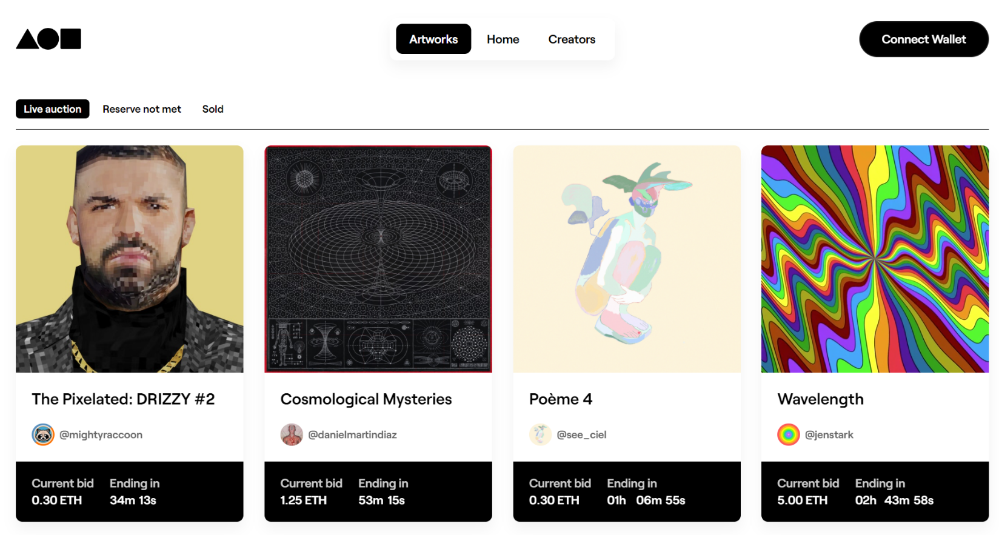 Artworks Home Creators
Connect Wallet
Live auction Reserve not met Sold
The Pixelated: DRIZZY #2
@mightyraccoon
Current bid Ending in
0.30 ETH 34m 13s
Cosmological Mysteries
@danielmartindiaz
Current bid Ending in
1.25 ETH 53m 15s
Poème 4
@see_ciel
Current bid Ending in
0.30 ETH 01h 06m 55s
Wavelength
@jenstark
Current bid Ending in
5.00 ETH 02h 43m 58s